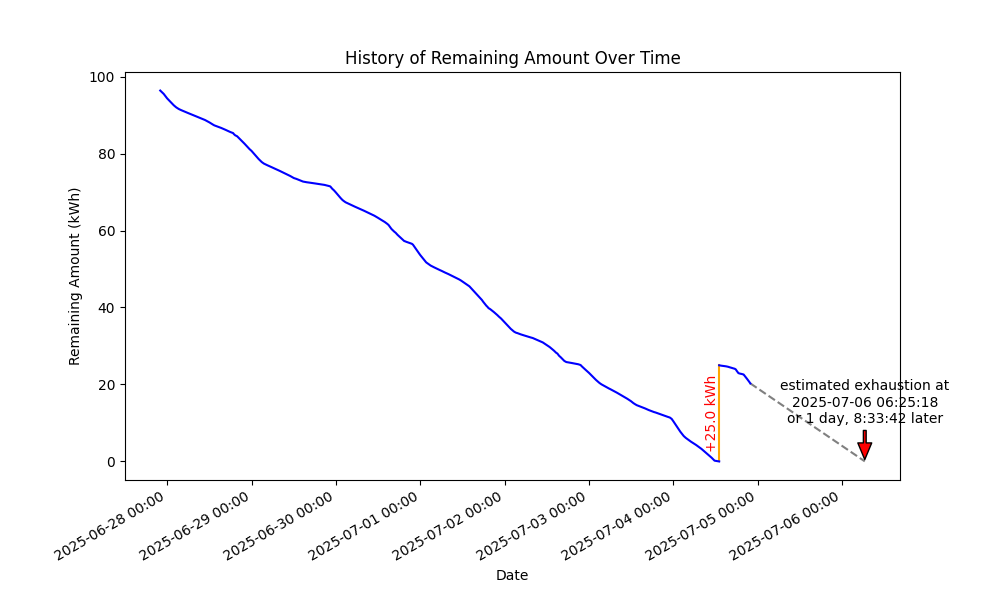 History of Remaining Amount Over Time
Remaining Amount (kWh)
100
80
60
40
20
0
+25.0 kWh
estimated exhaustion at
2025-07-06 06:25:18
or 1 day, 8:33:42 later
2025-06-28 00:00
2025-06-29 00:00
2025-06-30 00:00
2025-07-01 00:00
2025-07-02 00:00
2025-07-03 00:00
2025-07-04 00:00
2025-07-05 00:00
2025-07-06 00:00
Date